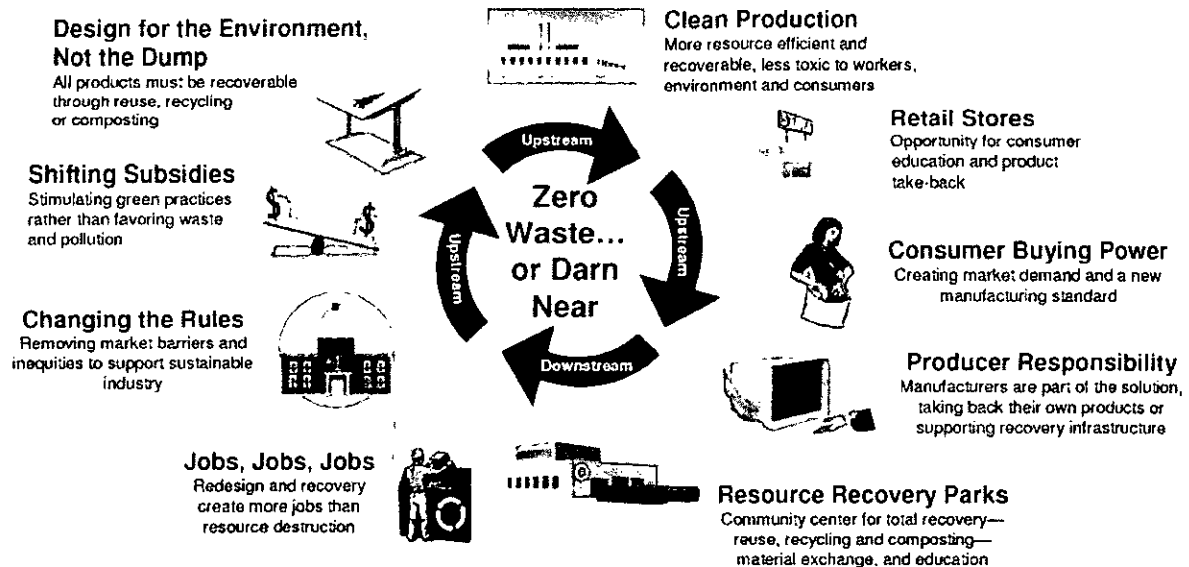 Design for the Environment,
Not the Dump
All products must be recoverable
through reuse, recycling
or composting
Clean Production
More resource efficient and
recoverable, less toxic to workers,
environment and consumers
Retail Stores
Opportunity for consumer
education and product
take-back
Consumer Buying Power
Creating market demand and a new
manufacturing standard
Producer Responsibility
Manufacturers are part of the solution,
taking back their own products or
supporting recovery infrastructure
Resource Recovery Parks
Community center for total recovery—
reuse, recycling and composting—
material exchange, and education
Jobs, Jobs, Jobs
Redesign and recovery
create more jobs than
resource destruction
Changing the Rules
Removing market barriers and
inequities to support sustainable
industry
Shifting Subsidies
Stimulating green practices
rather than favoring waste
and pollution
$
$
Upstream
Upstream
Downstream
Upstream
Zero
Waste...
or Darn
Near